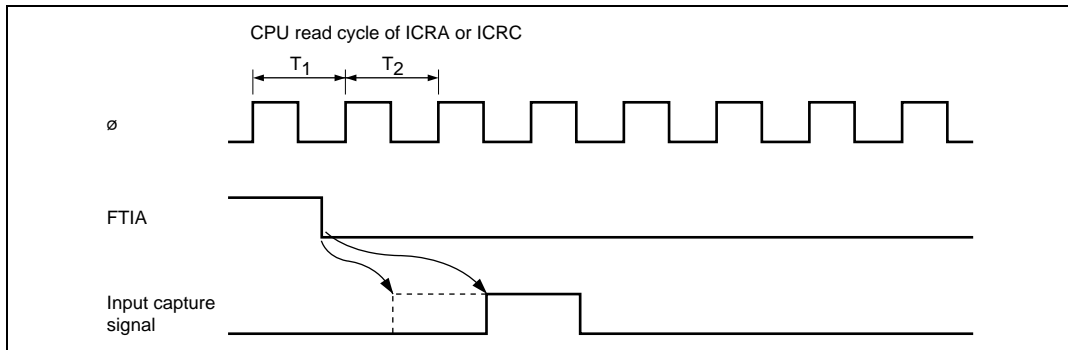 CPU read cycle of ICRA or ICRC
T1 T2
ø
FTIA
Input capture
signal